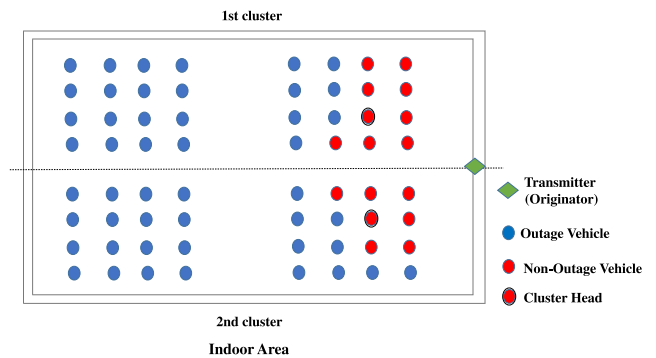 1st cluster
Transmitter
(Originator)
Outage Vehicle
Non-Outage Vehicle
Cluster Head
2nd cluster
Indoor Area